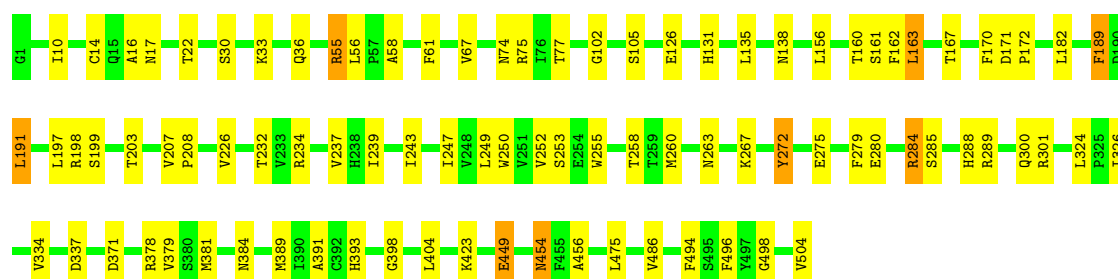 G1 I10 C14 Q15 A16 N17 T22 S30 K33 Q36 R55 L56 P57 A58 F61 V67 N74 R75 I76 T77 G102 S105 E126 H131 L135 N138 L156 T160 S161 F162 L163 T167 F170 D171 P172 L182 F189 D190
L191 L197 R198 S199 T203 V207 P208 V226 T232 V233 R234 V237 H238 I239 I243 I247 V248 L249 W250 V251 V252 S253 E254 W255 T258 T259 M260 N263 K267 Y272 E275 F279 E280 R284 S285 H288 R289 Q300 R301 L324 P325 I326
V334 D337 D371 R378 V379 S380 M381 N384 M389 I390 A391 C392 H393 G398 L404 K423 E449 N454 F455 A456 L475 V486 F494 S495 F496 Y497 G498 V504